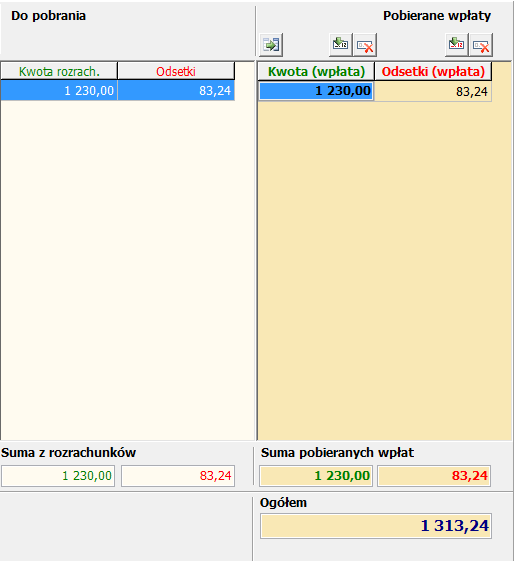 Do pobrania
Pobierane wpłaty
Kwota rozrach. Odsetki
1 230,00 83,24
Kwota (wpłata) Odsetki (wpłata)
1 230,00 83,24
Suma z rozrachunków
1 230,00 83,24
Suma pobieranych wpłat
1 230,00 83,24
Ogółem
1 313,24